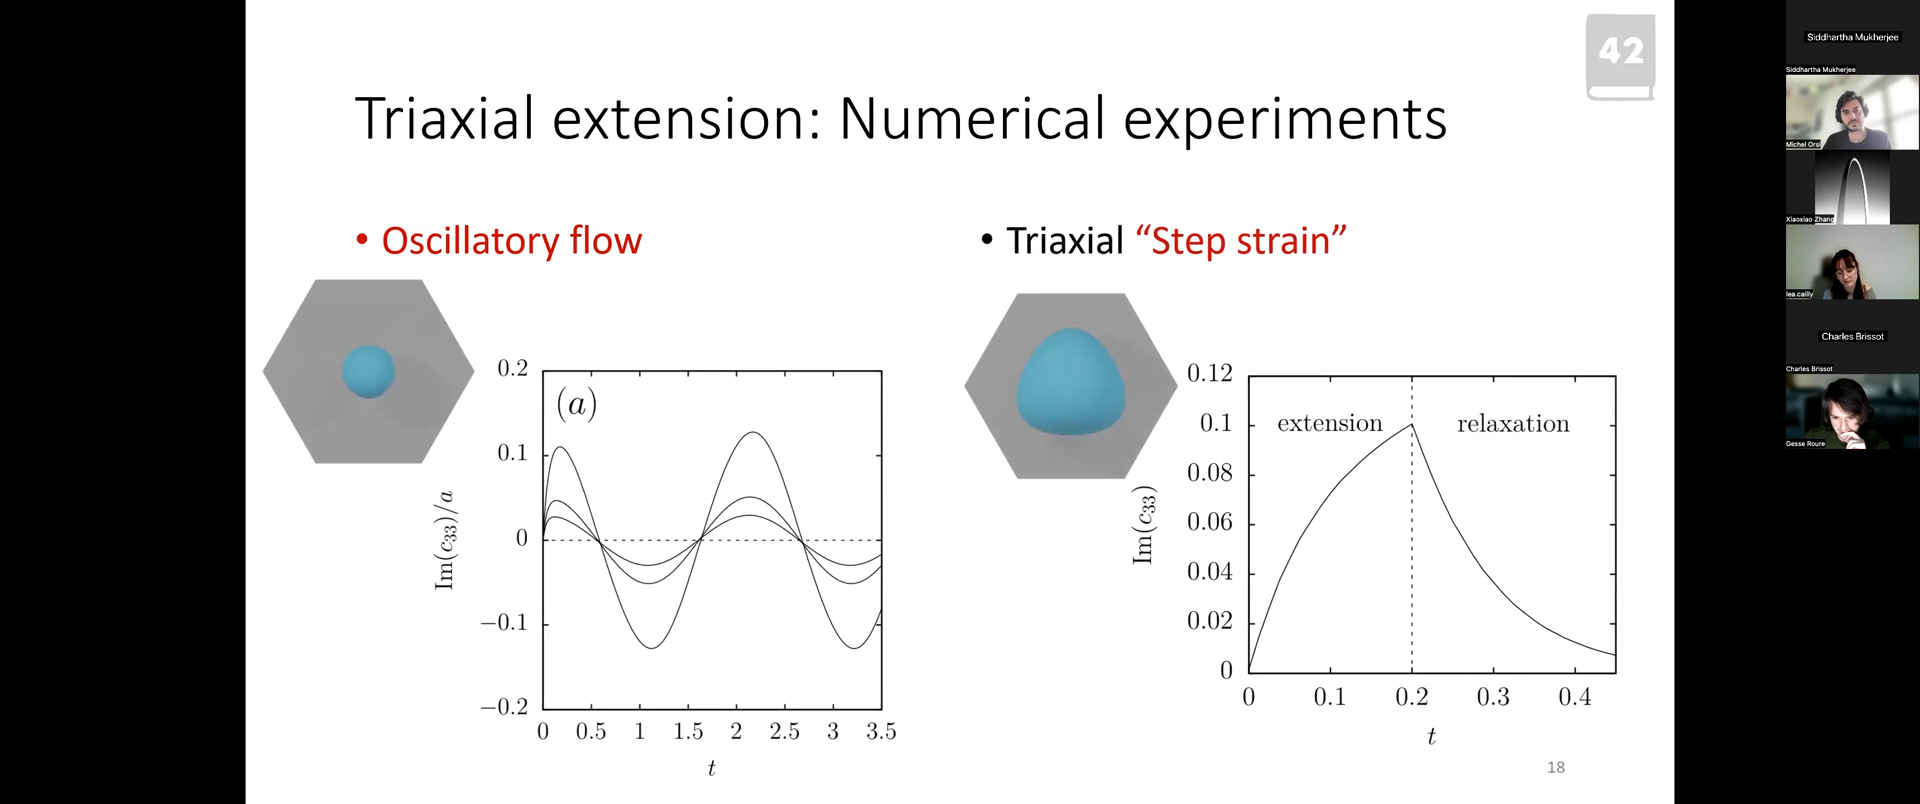 42
Triaxial extension: Numerical experiments
• Oscillatory flow
• Triaxial “Step strain”
(a)
0.2
0.1
0
−0.1
−0.2
Im(c₃₃)/a
0 0.5 1 1.5 2 2.5 3 3.5
t
extension
relaxation
0.12
0.1
0.08
0.06
0.04
0.02
0
Im(c₃₃)
0 0.1 0.2 0.3 0.4
t
18
Siddhartha Mukherjee
Siddhartha Mukherjee
Michel Orsi
Xiaoxiao Zhang
lea.cailly
Charles Brissot
Charles Brissot
Gesse Roure